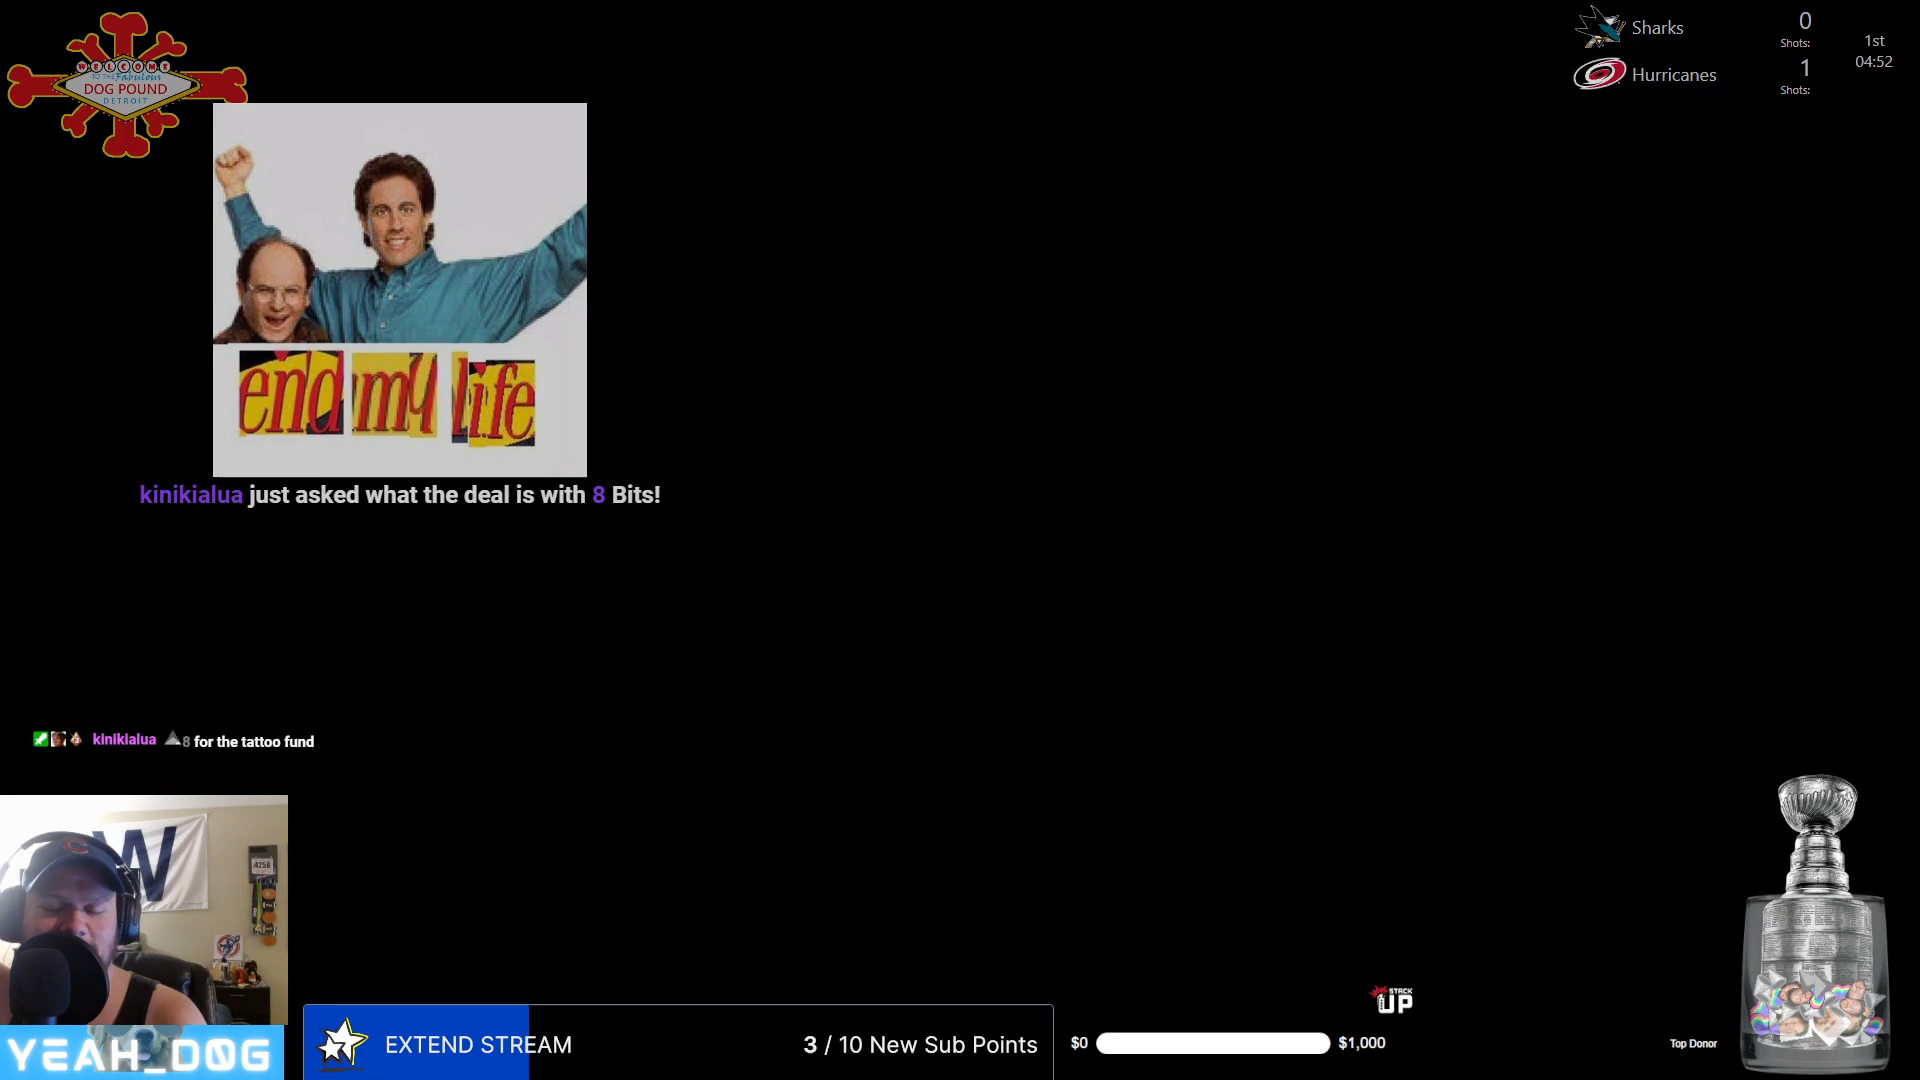 WELCOME
TO THE Fabulous
DOG POUND
DETROIT
Sharks
0
Shots:
Hurricanes
1
Shots:
1st
04:52
end my life
kinikialua just asked what the deal is with 8 Bits!
kinikialua 8 for the tattoo fund
C
W
4258
YEAH_D0G
EXTEND STREAM
3 / 10 New Sub Points
STACK
UP
$0
$1,000
Top Donor